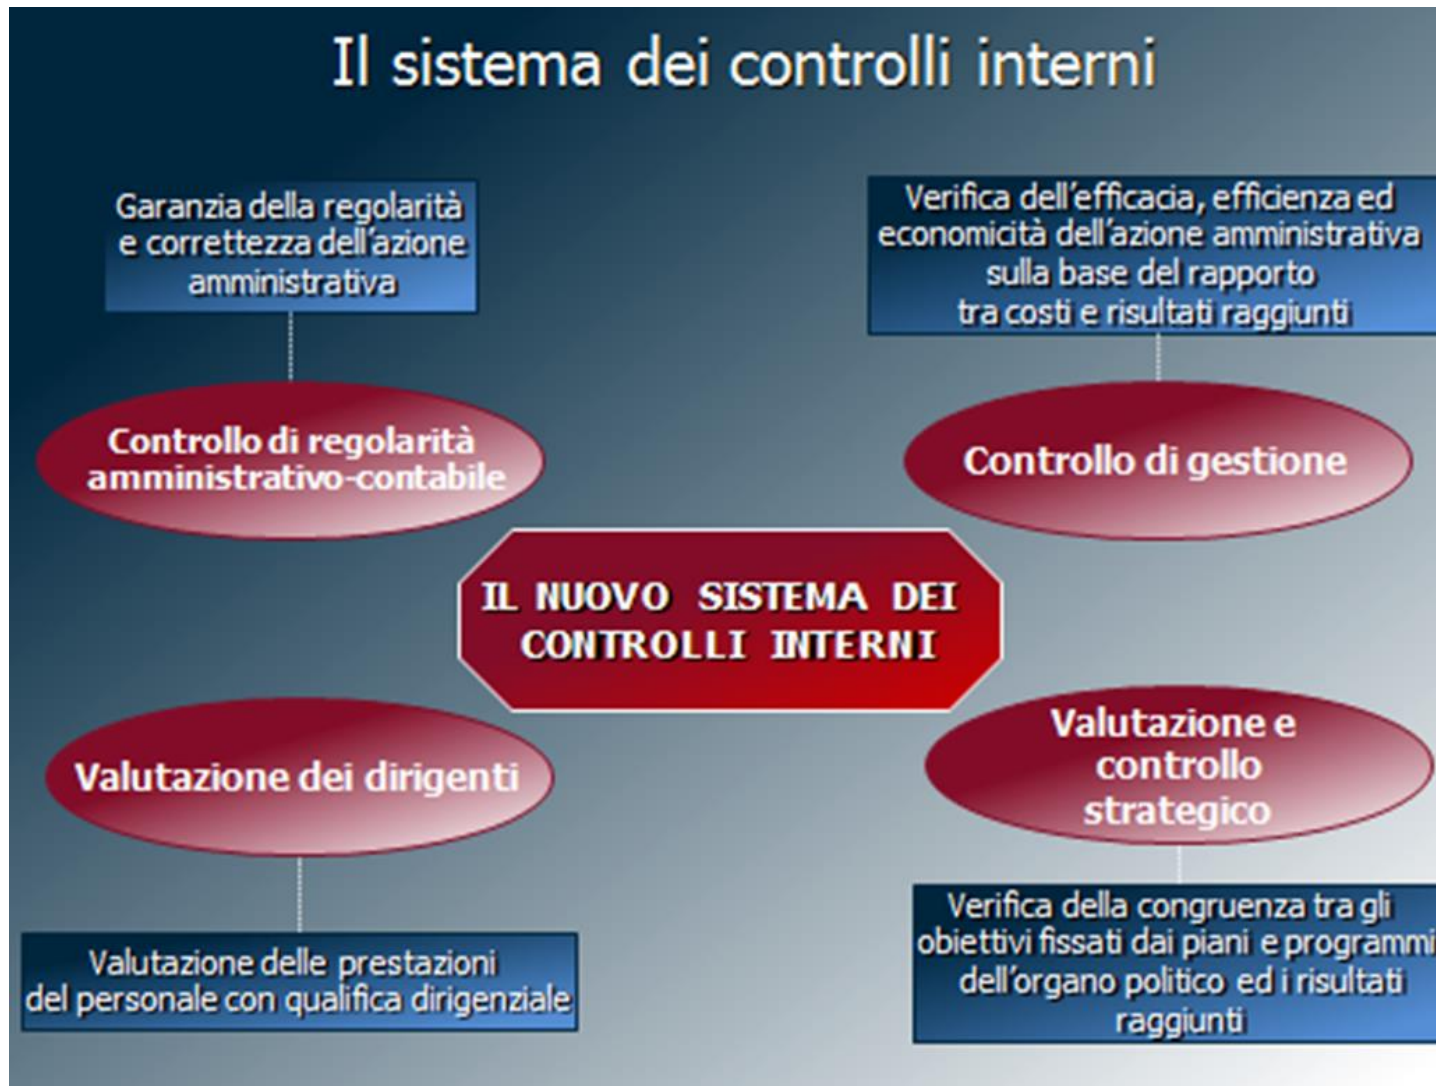 Il sistema dei controlli interni
Garanzia della regolarità
e correttezza dell'azione
amministrativa
Verifica dell'efficacia, efficienza ed
economicità dell'azione amministrativa
sulla base del rapporto
tra costi e risultati raggiunti
Controllo di regolarità
amministrativo-contabile
Controllo di gestione
IL NUOVO SISTEMA DEI
CONTROLLI INTERNI
Valutazione dei dirigenti
Valutazione e
controllo
strategico
Valutazione delle prestazioni
del personale con qualifica dirigenziale
Verifica della congruenza tra gli
obiettivi fissati dai piani e programmi
dell'organo politico ed i risultati
raggiunti